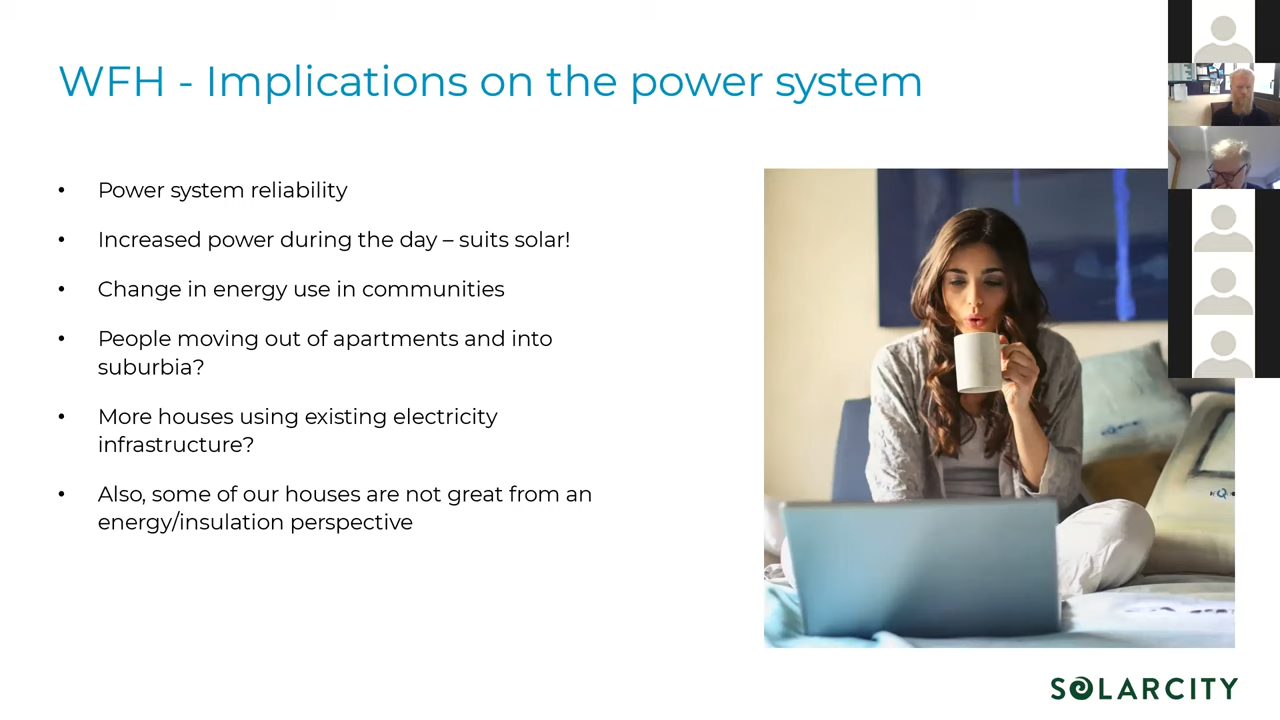 WFH - Implications on the power system
• Power system reliability
• Increased power during the day – suits solar!
• Change in energy use in communities
• People moving out of apartments and into
suburbia?
• More houses using existing electricity
infrastructure?
• Also, some of our houses are not great from an
energy/insulation perspective
SOLARCITY